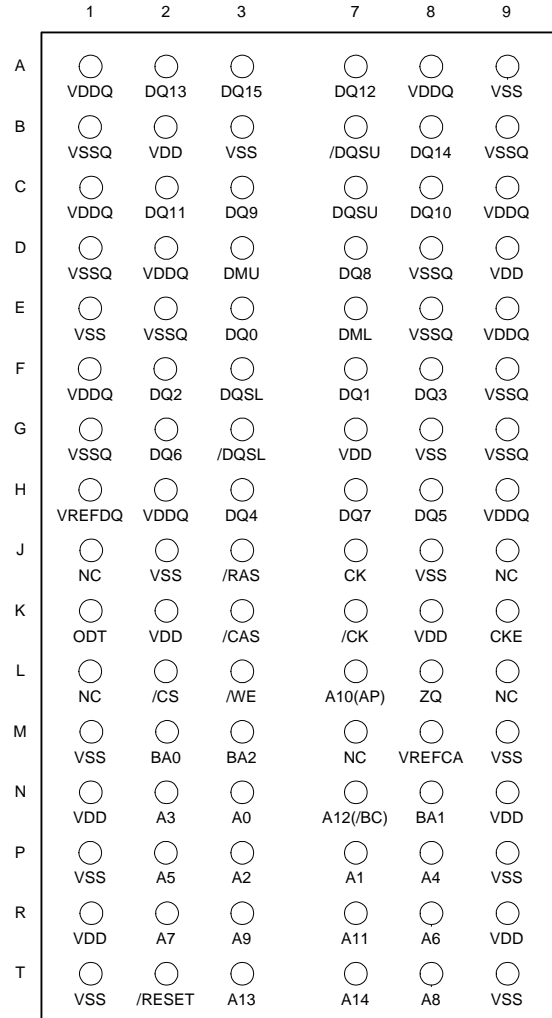 1 2 3 7 8 9
A
VDDQ DQ13 DQ15 DQ12 VDDQ VSS
B
VSSQ VDD VSS /DQSU DQ14 VSSQ
C
VDDQ DQ11 DQ9 DQSU DQ10 VDDQ
D
VSSQ VDDQ DMU DQ8 VSSQ VDD
E
VSS VSSQ DQ0 DML VSSQ VDDQ
F
VDDQ DQ2 DQSL DQ1 DQ3 VSSQ
G
VSSQ DQ6 /DQSL VDD VSS VSSQ
H
VREFDQ VDDQ DQ4 DQ7 DQ5 VDDQ
J
NC VSS /RAS CK VSS NC
K
ODT VDD /CAS /CK VDD CKE
L
NC /CS /WE A10(AP) ZQ NC
M
VSS BA0 BA2 NC VREFCA VSS
N
VDD A3 A0 A12(/BC) BA1 VDD
P
VSS A5 A2 A1 A4 VSS
R
VDD A7 A9 A11 A6 VDD
T
VSS /RESET A13 A14 A8 VSS